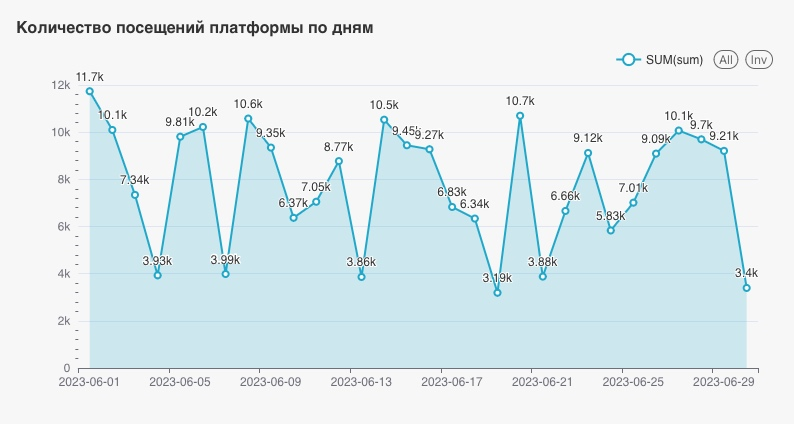 Количество посещений платформы по дням
SUM(sum) All Inv
12k
10k
8k
6k
4k
2k
0
11.7k
10.1k
7.34k
3.93k
9.81k
10.2k
3.99k
10.6k
9.35k
6.37k
7.05k
8.77k
3.86k
10.5k
9.45k
9.27k
6.83k
6.34k
3.19k
10.7k
3.88k
6.66k
9.12k
5.83k
7.01k
9.09k
10.1k
9.7k
9.21k
3.4k
2023-06-01 2023-06-05 2023-06-09 2023-06-13 2023-06-17 2023-06-21 2023-06-25 2023-06-29